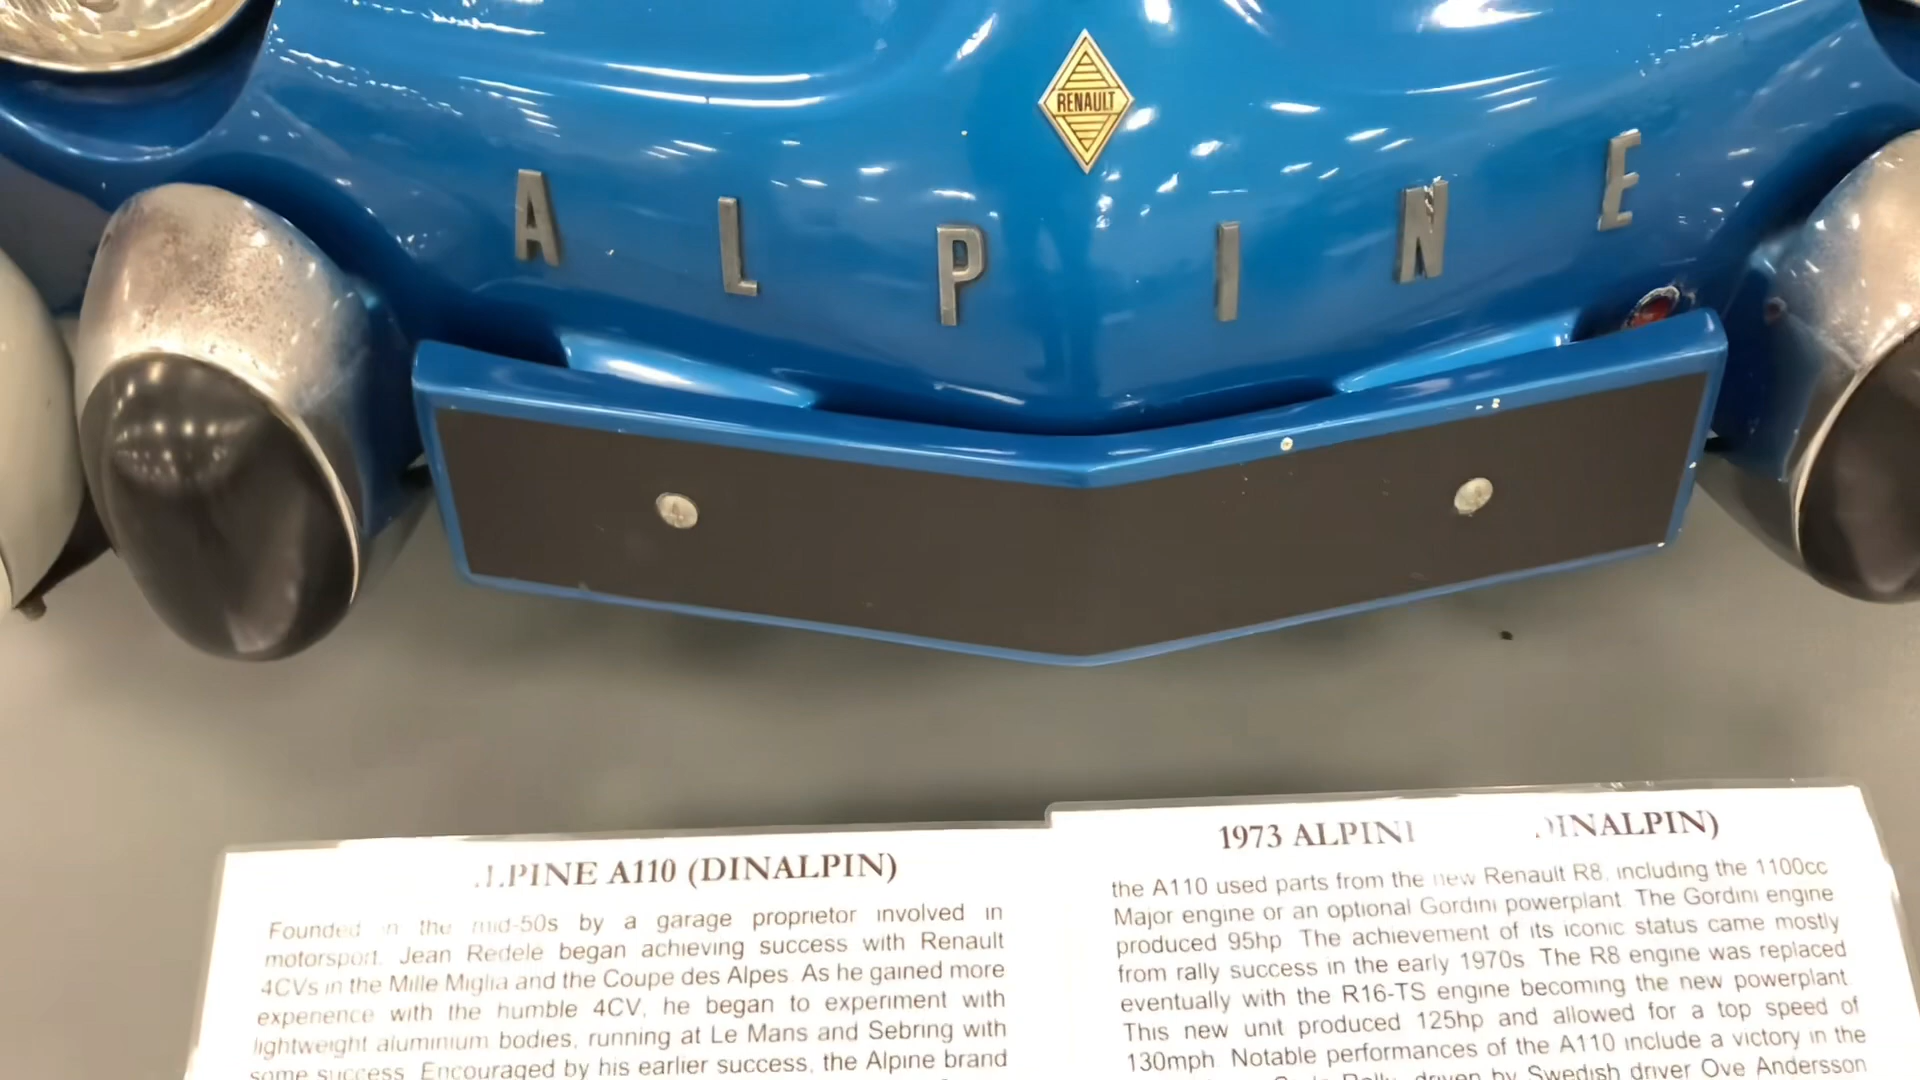 RENAULT
ALPINE
LPINE A110 (DINALPIN)
Founded in the mid-50s by a garage proprietor involved in
motorsport, Jean Redele began achieving success with Renault
4CVs in the Mille Miglia and the Coupe des Alpes. As he gained more
experience with the humble 4CV, he began to experiment with
lightweight aluminium bodies, running at Le Mans and Sebring with
some success. Encouraged by his earlier success, the Alpine brand
1973 ALPIN INALPIN)
the A110 used parts from the new Renault R8, including the 1100cc
Major engine or an optional Gordini powerplant. The Gordini engine
produced 95hp. The achievement of its iconic status came mostly
from rally success in the early 1970s. The R8 engine was replaced
eventually with the R16-TS engine becoming the new powerplant.
This new unit produced 125hp and allowed for a top speed of
130mph. Notable performances of the A110 include a victory in the
Rally, driven by Swedish driver Ove Andersson